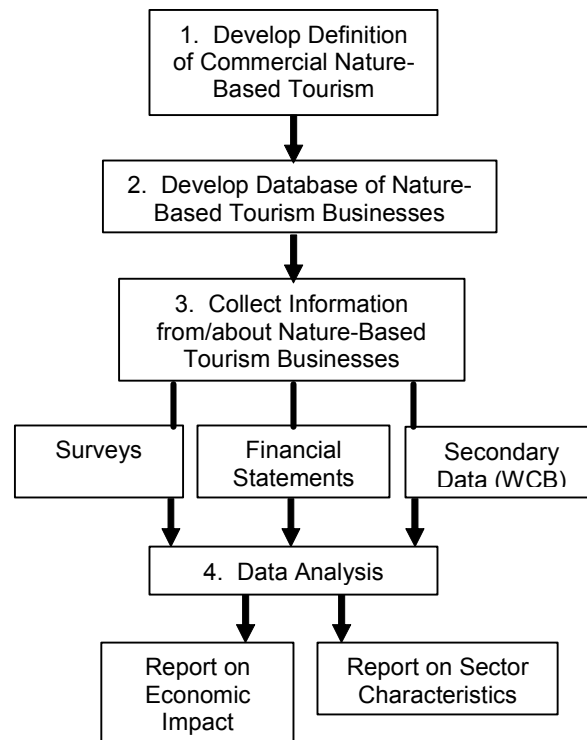 1. Develop Definition
of Commercial Nature-
Based Tourism
2. Develop Database of Nature-
Based Tourism Businesses
3. Collect Information
from/about Nature-Based
Tourism Businesses
Surveys
Financial
Statements
Secondary
Data (WCB)
4. Data Analysis
Report on
Economic
Impact
Report on Sector
Characteristics